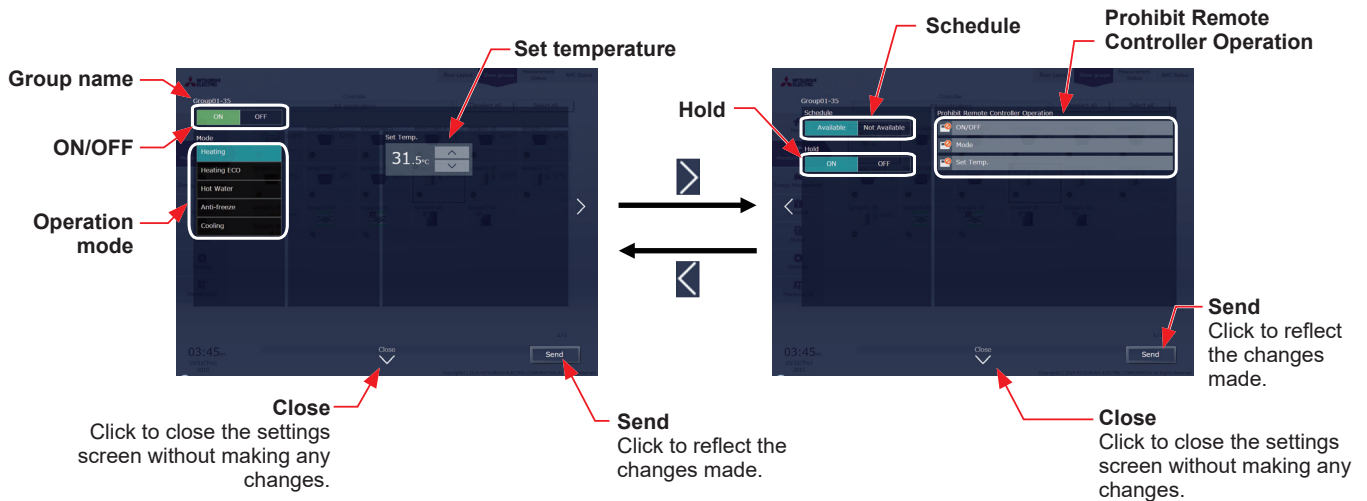 Set temperature
Group name
ON/OFF
Operation
mode
MITSUBISHI
ELECTRIC
Group01-35
ON OFF
Mode
Heating
Heating ECO
Hot Water
Anti-freeze
Cooling
Set Temp.
31.5°C
03:45
Close
Send
Close
Click to close the settings
screen without making any
changes.
Send
Click to reflect the
changes made.
Schedule
Prohibit Remote
Controller Operation
Hold
MITSUBISHI
ELECTRIC
Group01-35
Schedule
Available Not Available
Hold
ON OFF
Prohibit Remote Controller Operation
ON/OFF
Mode
Set Temp.
03:45
Close
Send
Send
Click to reflect
the changes
made.
Close
Click to close the settings
screen without making any
changes.